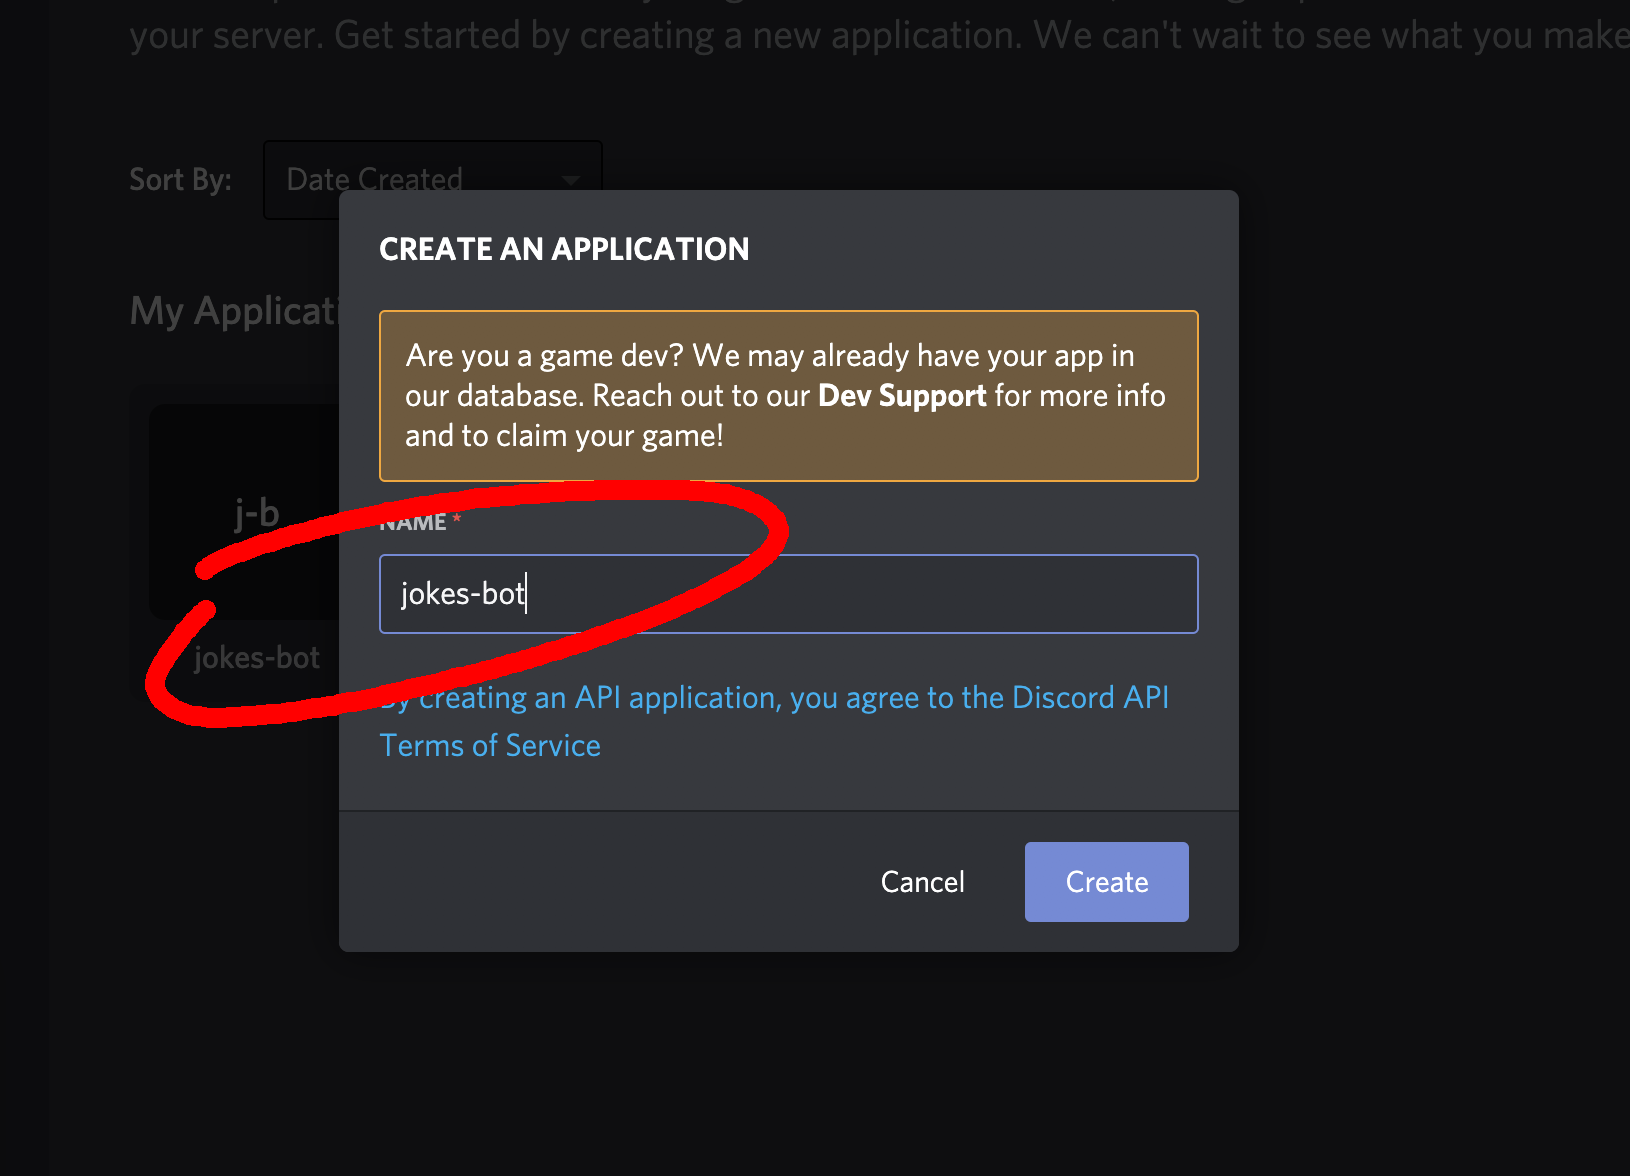 your server. Get started by creating a new application. We can't wait to see what you make
Sort By:
Date Created
CREATE AN APPLICATION
My Applicati
Are you a game dev? We may already have your app in
our database. Reach out to our Dev Support for more info
and to claim your game!
j-b
NAME *
jokes-bot
jokes-bot
By creating an API application, you agree to the Discord API
Terms of Service
Cancel
Create